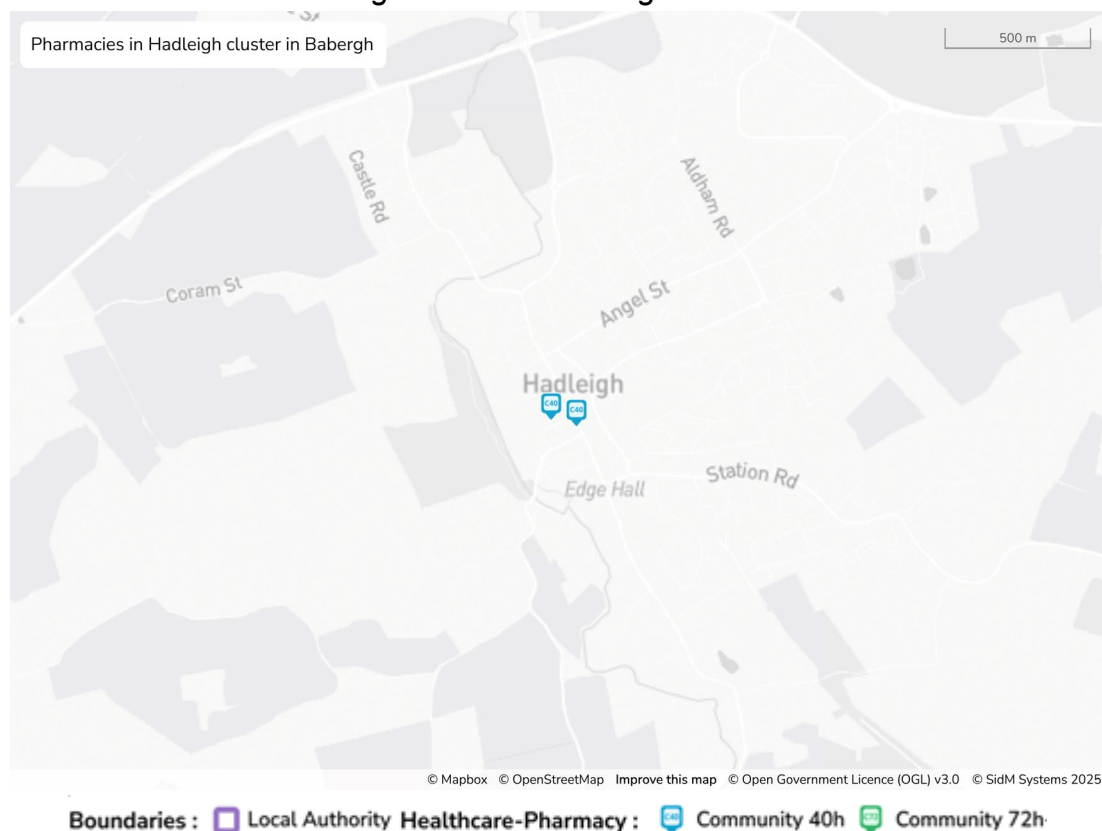 Pharmacies in Hadleigh cluster in Babergh
500 m
Castle Rd
Aldham Rd
Coram St
Angel St
Hadleigh
C40
C40
Station Rd
Edge Hall
© Mapbox © OpenStreetMap Improve this map © Open Government Licence (OGL) v3.0 © SidM Systems 2025
Boundaries : Local Authority Healthcare-Pharmacy : C40 Community 40h Community 72h